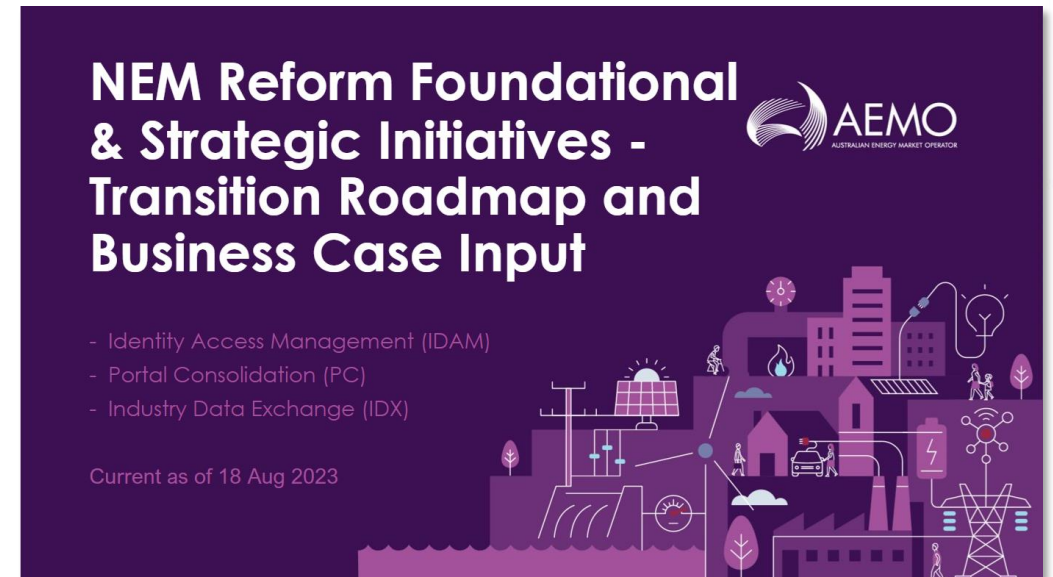 NEM Reform Foundational
& Strategic Initiatives -
Transition Roadmap and
Business Case Input
AEMO
AUSTRALIAN ENERGY MARKET OPERATOR
- Identity Access Management (IDAM)
- Portal Consolidation (PC)
- Industry Data Exchange (IDX)
Current as of 18 Aug 2023